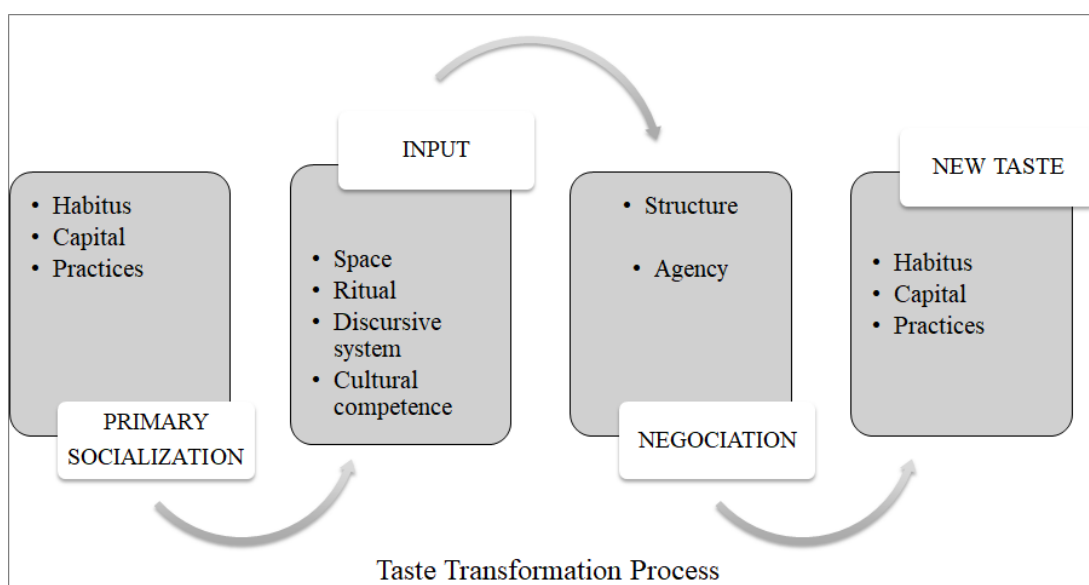 • Habitus
• Capital
• Practices
PRIMARY
SOCIALIZATION
INPUT
• Space
• Ritual
• Discursive
system
• Cultural
competence
• Structure
• Agency
NEGOCIATION
NEW TASTE
• Habitus
• Capital
• Practices
Taste Transformation Process